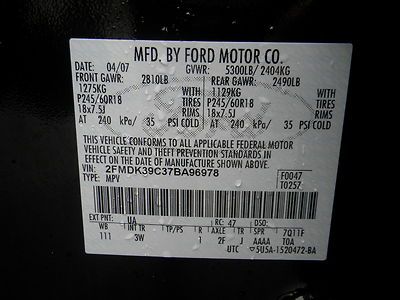 MFD. BY FORD MOTOR CO.
DATE 04/07 GVWR: 5300LB/ 2404KG
FRONT GAWR: 2810LB REAR GAWR: 2490LB
1275KG 1129KG
P245/60R18 TIRES P245/60R18 TIRES
18x7.5J RIMS 18x7.5J RIMS
AT 240 kPa/ 35 PSI COLD AT 240 kPa/ 35 PSI COLD
THIS VEHICLE CONFORMS TO ALL APPLICABLE FEDERAL MOTOR
VEHICLE SAFETY AND THEFT PREVENTION STANDARDS IN EFFECT ON
THE DATE OF MANUFACTURE SHOWN ABOVE.
VIN: 2FMDK39C37BA96978 F0047
TYPE: MPV T0257
EXT PNT: UA RC: 47 DSO:
WB INT TR TP/PS R AXLE TR SPR 7Q11F
111 3W 1 2F J AAAA TOA
UTC ▽5U5A-1520472-BA